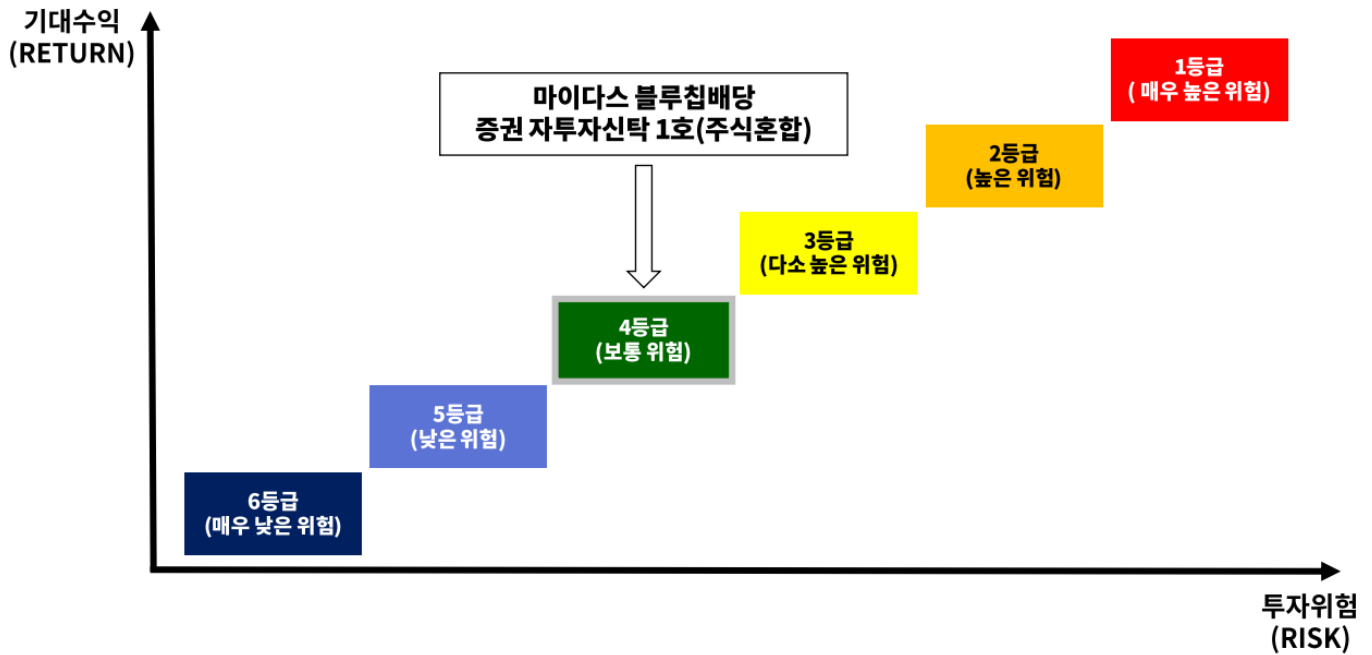 기대수익
(RETURN)
마이다스 블루칩배당
증권 자투자신탁 1호(주식혼합)
1등급
( 매우 높은 위험)
2등급
(높은 위험)
3등급
(다소 높은 위험)
4등급
(보통 위험)
5등급
(낮은 위험)
6등급
(매우 낮은 위험)
투자위험
(RISK)